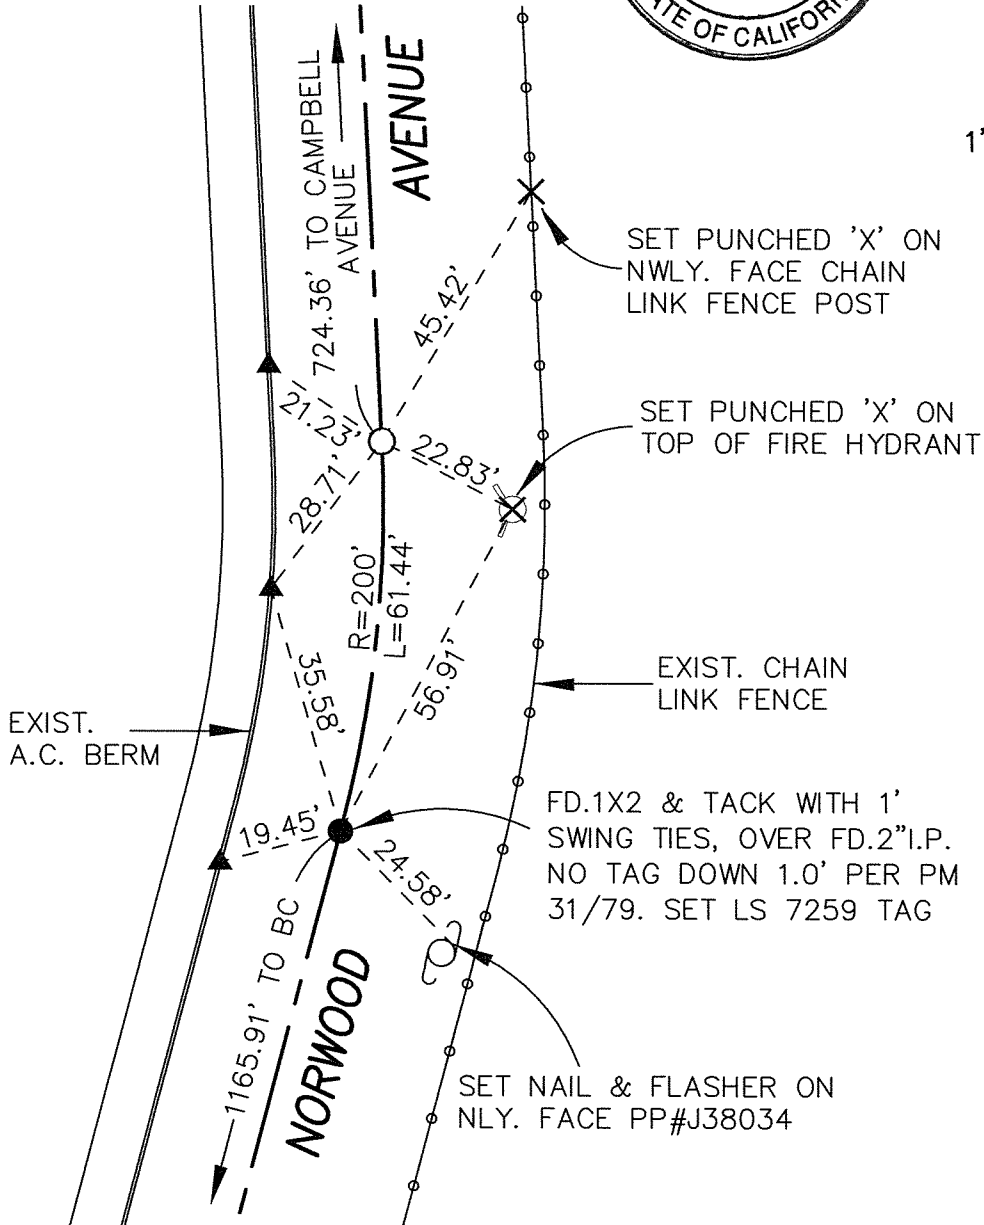 ATE OF CALIFOR
724.36' TO CAMPBELL
AVENUE
AVENUE
1'
SET PUNCHED 'X' ON
NWLY. FACE CHAIN
LINK FENCE POST
45.42'
21.23'
22.83'
SET PUNCHED 'X' ON
TOP OF FIRE HYDRANT
28.71'
R=200'
L=61.44'
35.58'
56.91'
EXIST. CHAIN
LINK FENCE
EXIST.
A.C. BERM
19.45'
24.58'
FD.1X2 & TACK WITH 1'
SWING TIES, OVER FD.2"I.P.
NO TAG DOWN 1.0' PER PM
31/79. SET LS 7259 TAG
1165.91' TO BC
NORWOOD
SET NAIL & FLASHER ON
NLY. FACE PP#J38034